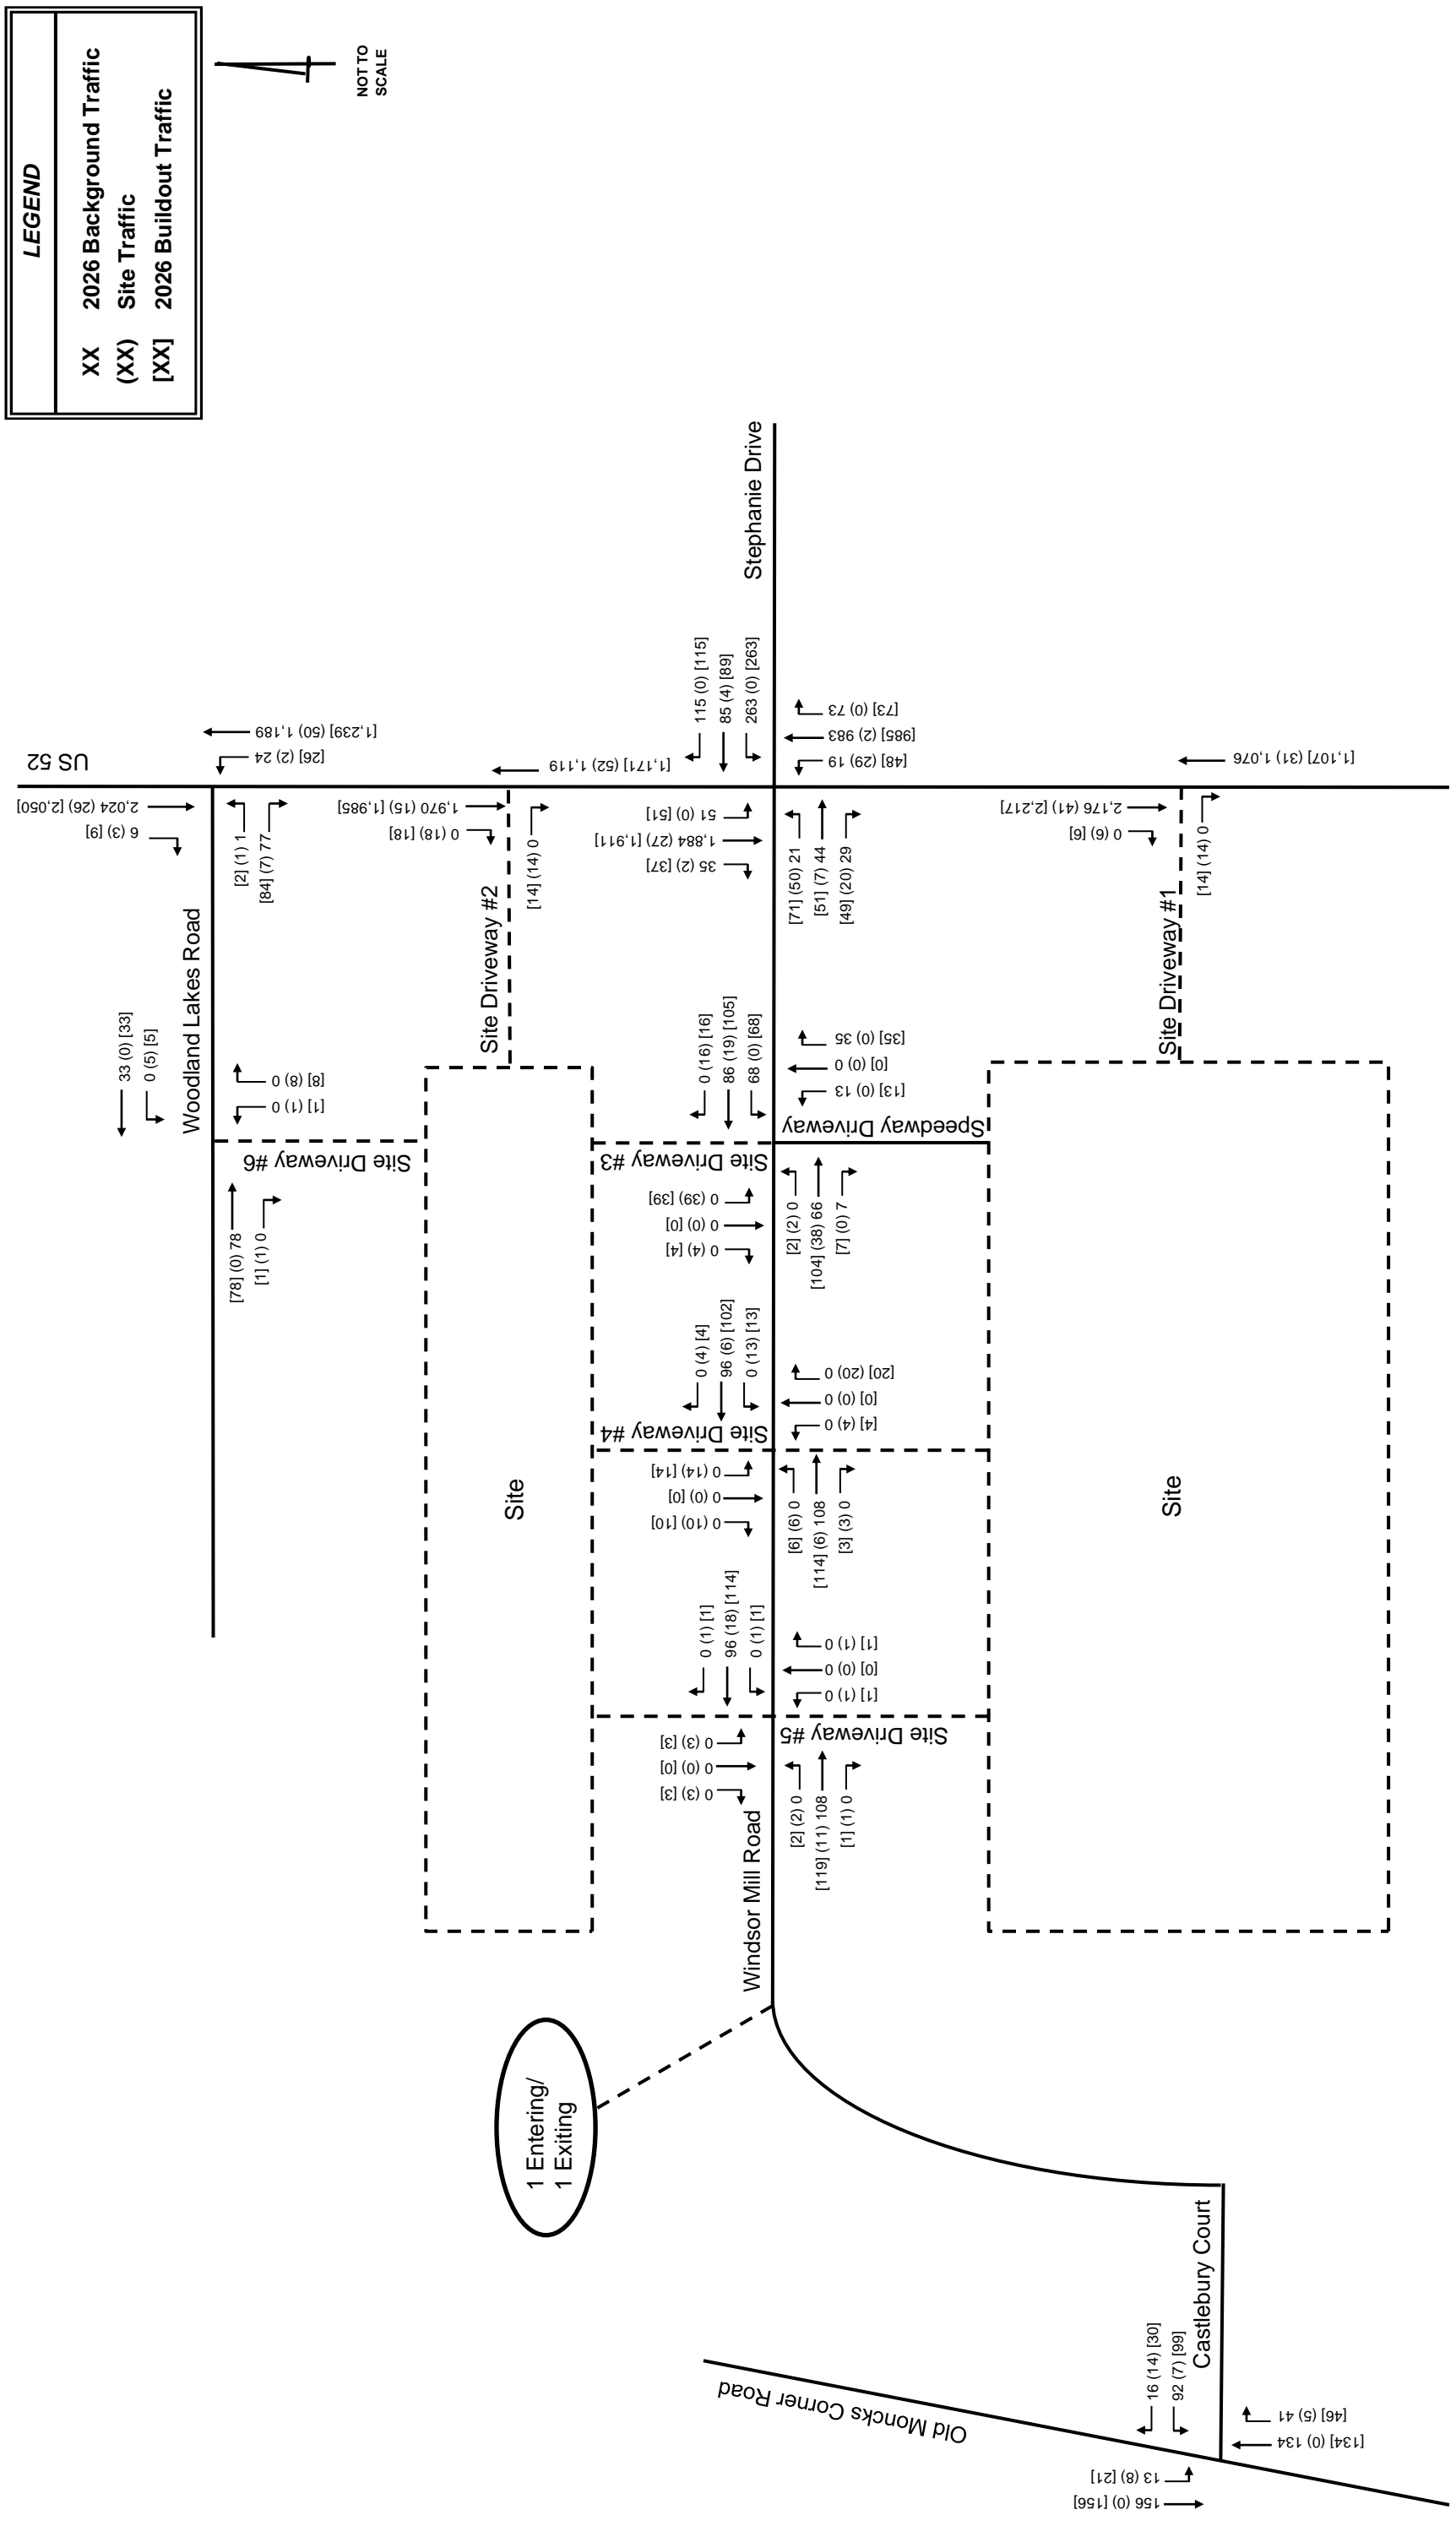 LEGEND
XX 2026 Background Traffic
(XX) Site Traffic
[XX] 2026 Buildout Traffic
NOT TO
SCALE
US 52
[1,239] (50) 1,189
[26] (2) 24
2,024 (26) [2,050]
6 (3) [9]
[2] (1) 1
[84] (7) 77
Woodland Lakes Road
33 (0) [33]
0 (5) [5]
[8] (8) 0
[1] (1) 0
Site Driveway #6
[78] (0) 78
[1] (1) 0
[1,171] (52) 1,119
1,970 (15) [1,985]
0 (18) [18]
[14] (14) 0
Site Driveway #2
Stephanie Drive
115 (0) [115]
85 (4) [89]
263 (0) [263]
[73] (0) 73
[985] (2) 983
[48] (29) 19
51 (0) [51]
1,884 (27) [1,911]
35 (2) [37]
[71] (50) 21
[51] (7) 44
[49] (20) 29
[1,107] (31) 1,076
2,176 (41) [2,217]
0 (6) [6]
[14] (14) 0
Site Driveway #1
0 (16) [16]
86 (19) [105]
68 (0) [68]
[35] (0) 35
[0] (0) 0
[13] (0) 13
Speedway Driveway
Site Driveway #3
0 (39) [39]
0 (0) [0]
0 (4) [4]
[2] (2) 0
[104] (38) 66
[7] (0) 7
0 (4) [4]
96 (6) [102]
0 (13) [13]
[20] (20) 0
[0] (0) 0
[4] (4) 0
Site Driveway #4
0 (14) [14]
0 (0) [0]
0 (10) [10]
[6] (6) 0
[114] (6) 108
[3] (3) 0
Site
Site
0 (1) [1]
96 (18) [114]
0 (1) [1]
[1] (1) 0
[0] (0) 0
[1] (1) 0
Site Driveway #5
0 (3) [3]
0 (0) [0]
0 (3) [3]
[2] (2) 0
[119] (11) 108
[1] (1) 0
Windsor Mill Road
1 Entering/
1 Exiting
Castlebury Court
16 (14) [30]
92 (7) [99]
Old Moncks Corner Road
[46] (5) 41
[134] (0) 134
13 (8) [21]
156 (0) [156]